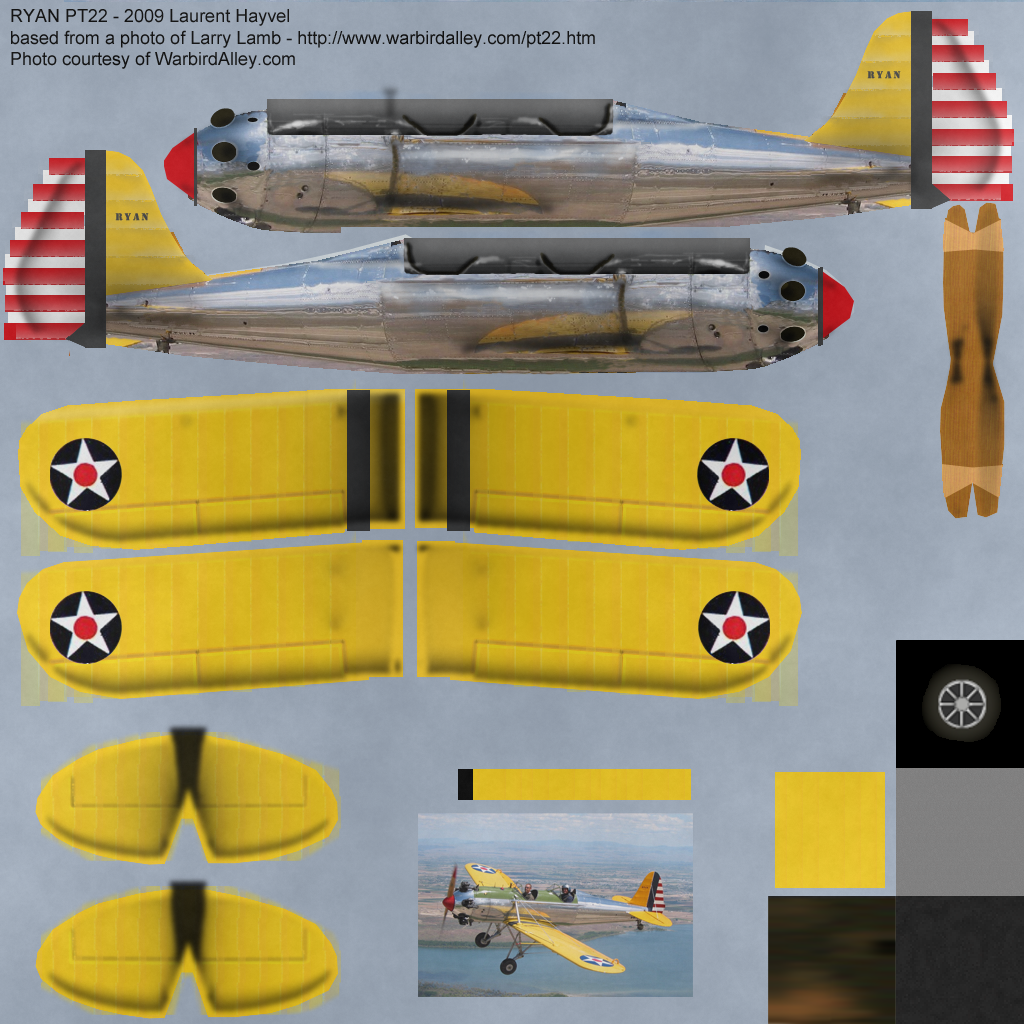 RYAN PT22 - 2009 Laurent Hayvel
based from a photo of Larry Lamb - http://www.warbirdalley.com/pt22.htm
Photo courtesy of WarbirdAlley.com
RYAN
RYAN